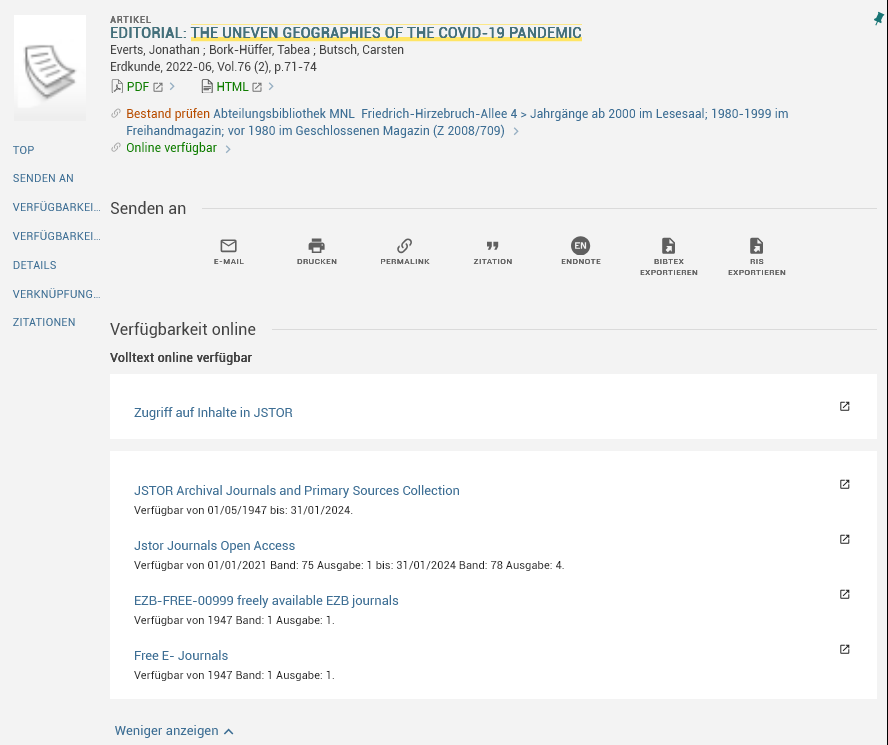 ARTIKEL
EDITORIAL: THE UNEVEN GEOGRAPHIES OF THE COVID-19 PANDEMIC
Everts, Jonathan ; Bork-Hüffer, Tabea ; Butsch, Carsten
Erdkunde, 2022-06, Vol.76 (2), p.71-74
PDF HTML
Bestand prüfen Abteilungsbibliothek MNL Friedrich-Hirzebruch-Allee 4 > Jahrgänge ab 2000 im Lesesaal; 1980-1999 im
Freihandmagazin; vor 1980 im Geschlossenen Magazin (Z 2008/709)
Online verfügbar
TOP
SENDEN AN
VERFÜGBARKEI...
VERFÜGBARKEI...
DETAILS
VERKNÜPFUNG...
ZITATIONEN
Senden an
E-MAIL
DRUCKEN
PERMALINK
ZITATION
EN
ENDNOTE
BIBTEX
EXPORTIEREN
RIS
EXPORTIEREN
Verfügbarkeit online
Volltext online verfügbar
Zugriff auf Inhalte in JSTOR
JSTOR Archival Journals and Primary Sources Collection
Verfügbar von 01/05/1947 bis: 31/01/2024.
Jstor Journals Open Access
Verfügbar von 01/01/2021 Band: 75 Ausgabe: 1 bis: 31/01/2024 Band: 78 Ausgabe: 4.
EZB-FREE-00999 freely available EZB journals
Verfügbar von 1947 Band: 1 Ausgabe: 1.
Free E- Journals
Verfügbar von 1947 Band: 1 Ausgabe: 1.
Weniger anzeigen